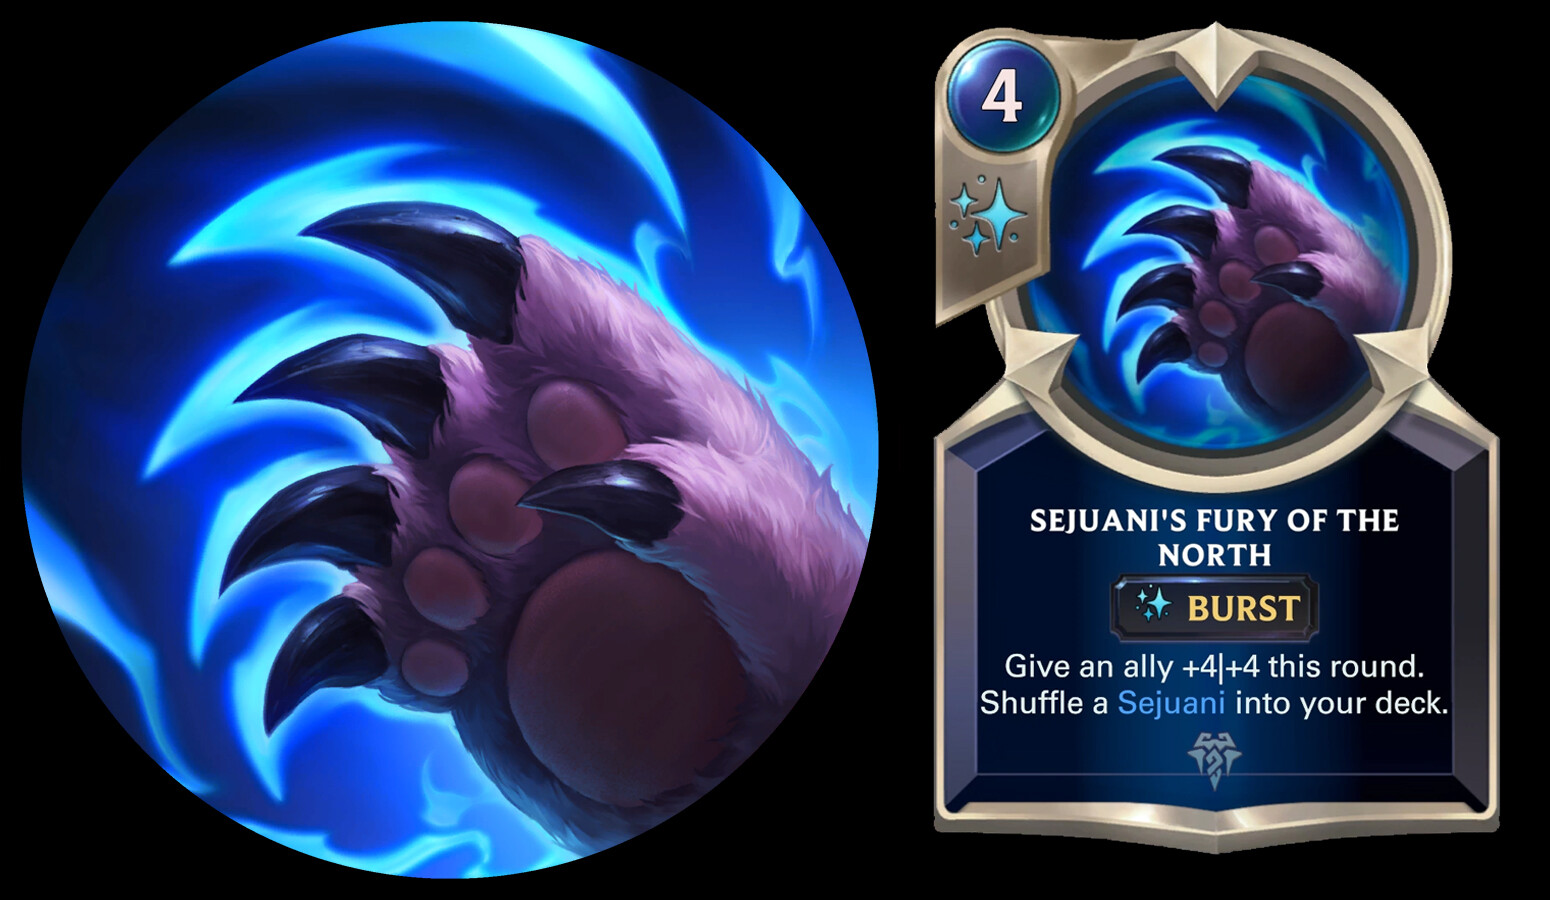 4
SEJUANI'S FURY OF THE
NORTH
BURST
Give an ally +4|+4 this round.
Shuffle a Sejuani into your deck.